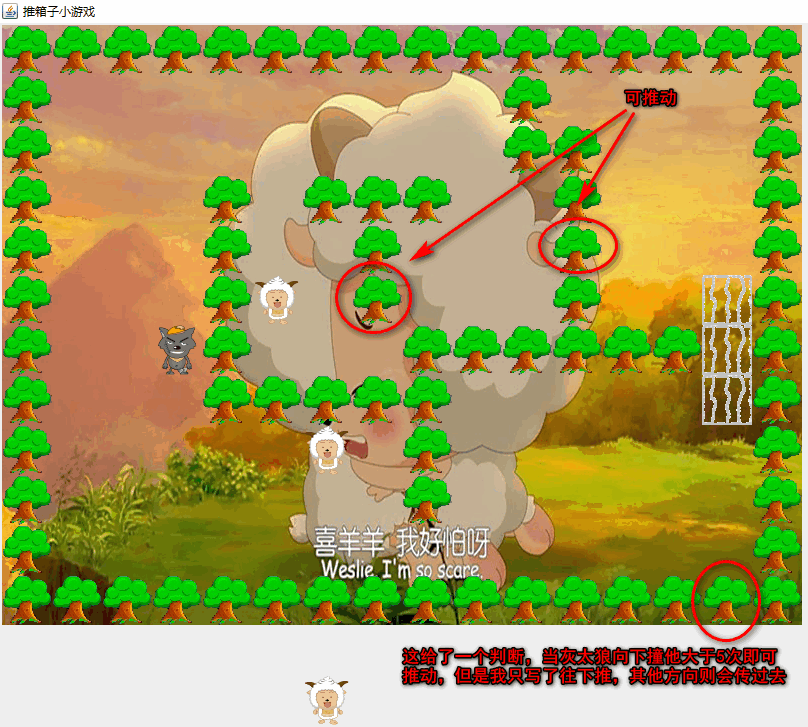 推箱子小游戏
可推动
喜羊羊 我好怕呀
Weslie, I'm so scare.
这给了一个判断，当灰太狼向下撞他大于5次即可
推动，但是我只写了往下推，其他方向则会传过去